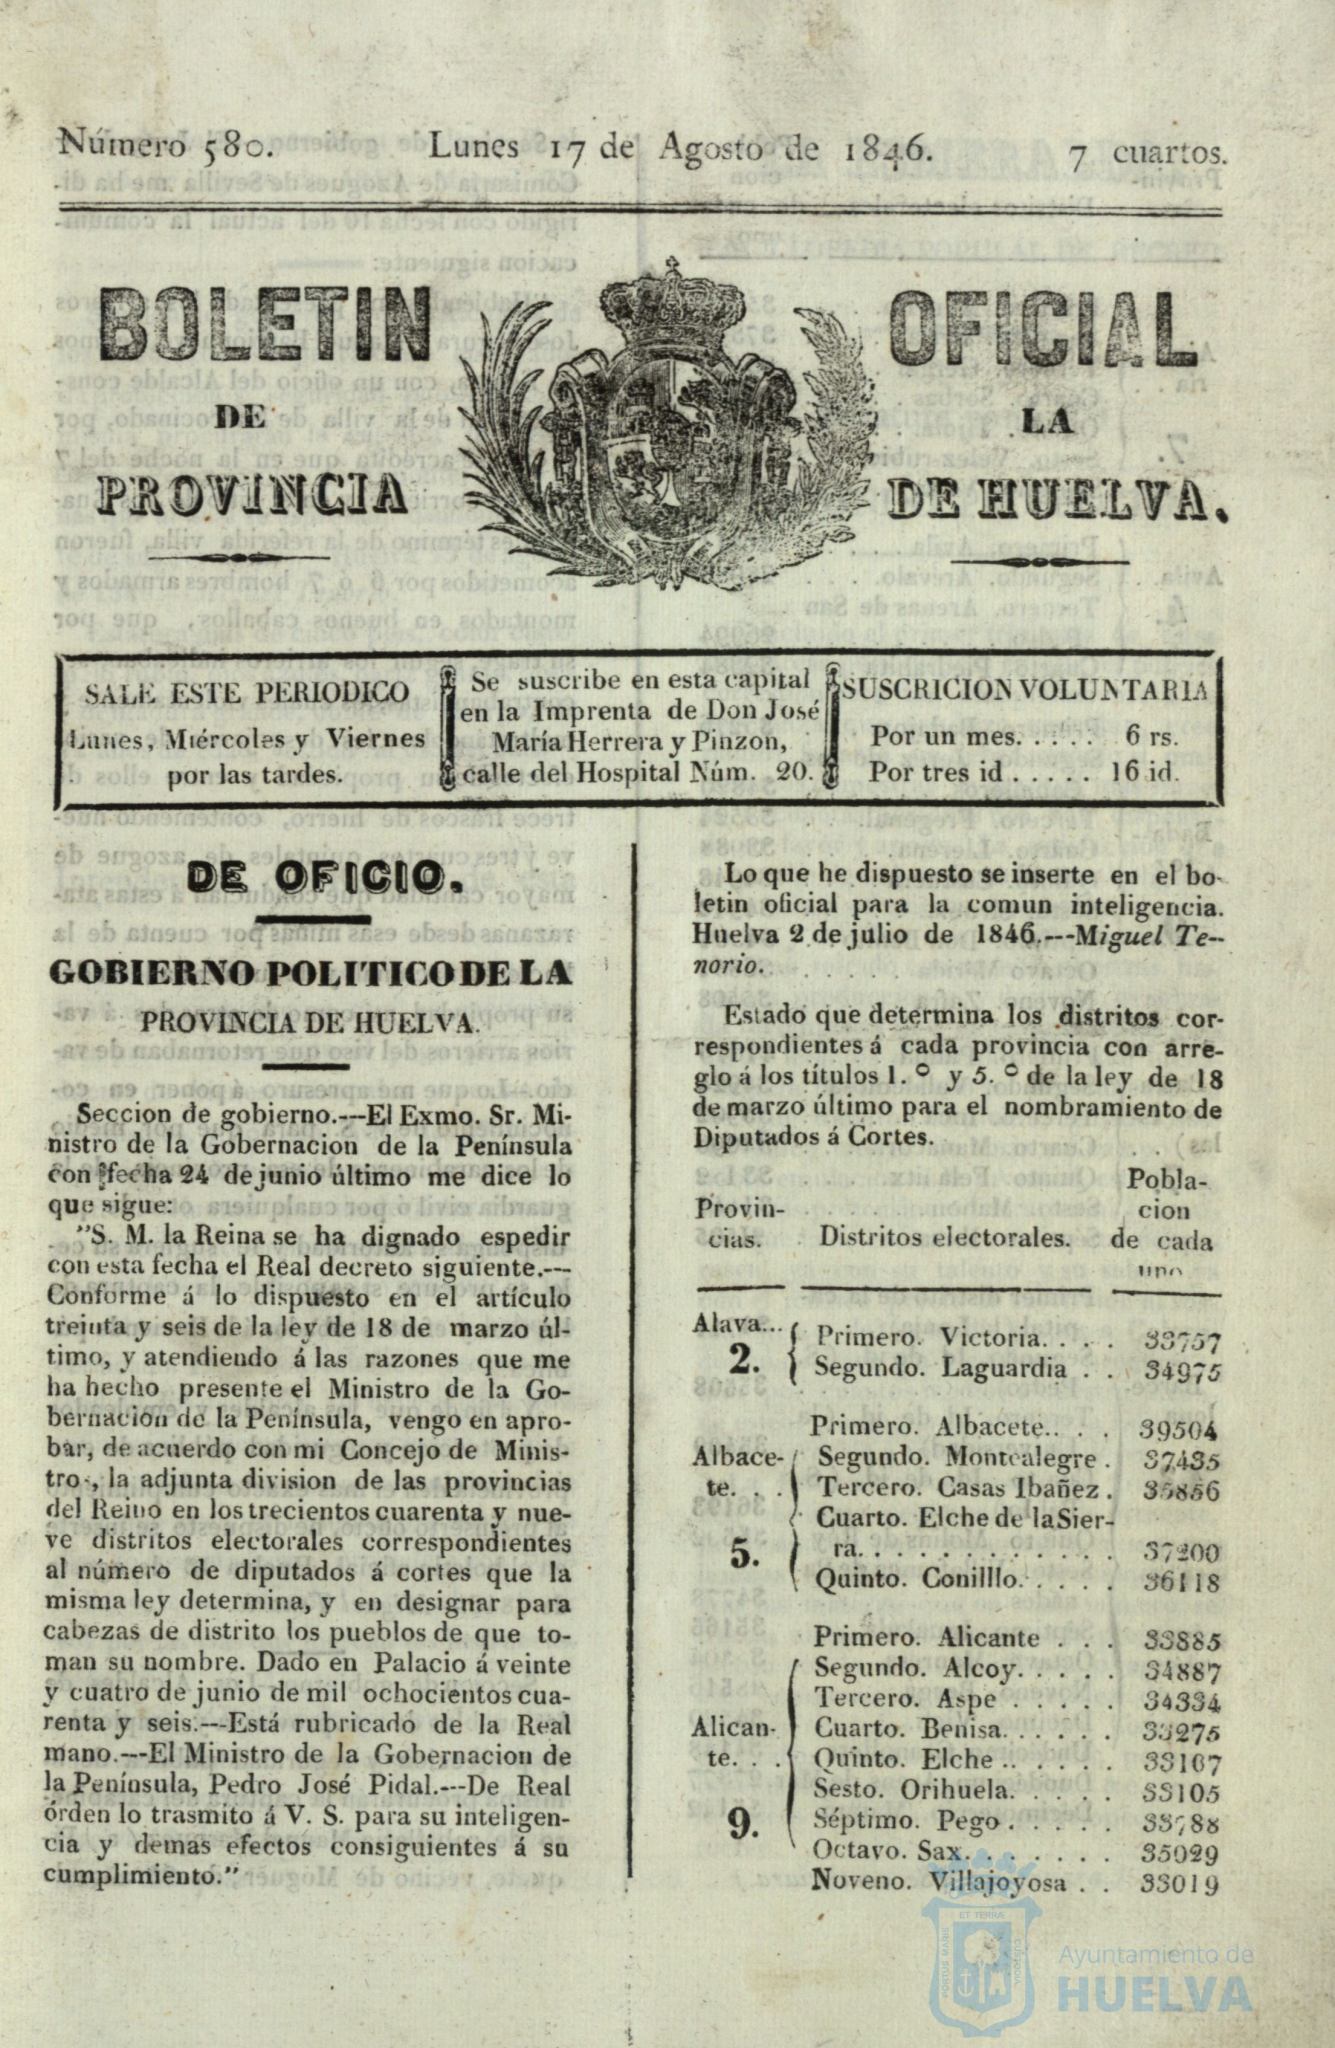 Número 580. Lunes 17 de Agosto de 1846. 7 cuartos.
BOLETIN OFICIAL
DE LA
PROVINCIA DE HUELVA.
SALE ESTE PERIODICO
Lunes, Miércoles y Viernes
por las tardes.
Se suscribe en esta capital
en la Imprenta de Don José
María Herrera y Pinzon,
calle del Hospital Núm. 20.
SUSCRICION VOLUNTARIA
Por un mes. . . . . 6 rs.
Por tres id . . . . . 16 id.
DE OFICIO.
GOBIERNO POLITICO DE LA
PROVINCIA DE HUELVA.
Seccion de gobierno.---El Exmo. Sr. Mi-
nistro de la Gobernacion de la Península
con fecha 24 de junio último me dice lo
que sigue:
"S. M. la Reina se ha dignado espedir
con esta fecha el Real decreto siguiente.---
Conforme á lo dispuesto en el artículo
treinta y seis de la ley de 18 de marzo úl-
timo, y atendiendo á las razones que me
ha hecho presente el Ministro de la Go-
bernacion de la Península, vengo en apro-
bar, de acuerdo con mi Concejo de Minis-
tro-, la adjunta division de las provincias
del Reino en los trecientos cuarenta y nue-
ve distritos electorales correspondientes
al número de diputados á cortes que la
misma ley determina, y en designar para
cabezas de distrito los pueblos de que to-
man su nombre. Dado en Palacio á veinte
y cuatro de junio de mil ochocientos cua-
renta y seis.---Está rubricado de la Real
mano.---El Ministro de la Gobernacion de
la Península, Pedro José Pidal.---De Real
órden lo trasmito á V. S. para su inteligen-
cia y demas efectos consiguientes á su
cumplimiento."
Lo que he dispuesto se inserte en el bo-
letin oficial para la comun inteligencia.
Huelva 2 de julio de 1846.---Miguel Te--
norio.
Estado que determina los distritos cor-
respondientes á cada provincia con arre-
glo á los títulos 1.º y 5.º de la ley de 18
de marzo último para el nombramiento de
Diputados á Cortes.
Provin-
cias.
Distritos electorales.
Pobla-
cion
de cada
uno
Alava...
2.
Primero. Victoria. . . . 33757
Segundo. Laguardia . . 34975
Albace-
te. . .
5.
Primero. Albacete.. . . 39504
Segundo. Montealegre . 37435
Tercero. Casas Ibañez . 35856
Cuarto. Elche de la Sier-
ra. . . . . . . . . . . . 37200
Quinto. Conilllo. . . . . 36118
Alican-
te. . .
9.
Primero. Alicante . . . 33885
Segundo. Alcoy. . . . . 34887
Tercero. Aspe . . . . . 34334
Cuarto. Benisa. . . . . . 33275
Quinto. Elche .. . . . . 33167
Sesto. Orihuela. . . . . 33105
Séptimo. Pego . . . . . 33788
Octavo. Sax. . . . . . . 35029
Noveno. Villajoyosa . . 33019
PORTUS MARIS
ET TERRÆ
CUSTODIA
Ayuntamiento de
HUELVA